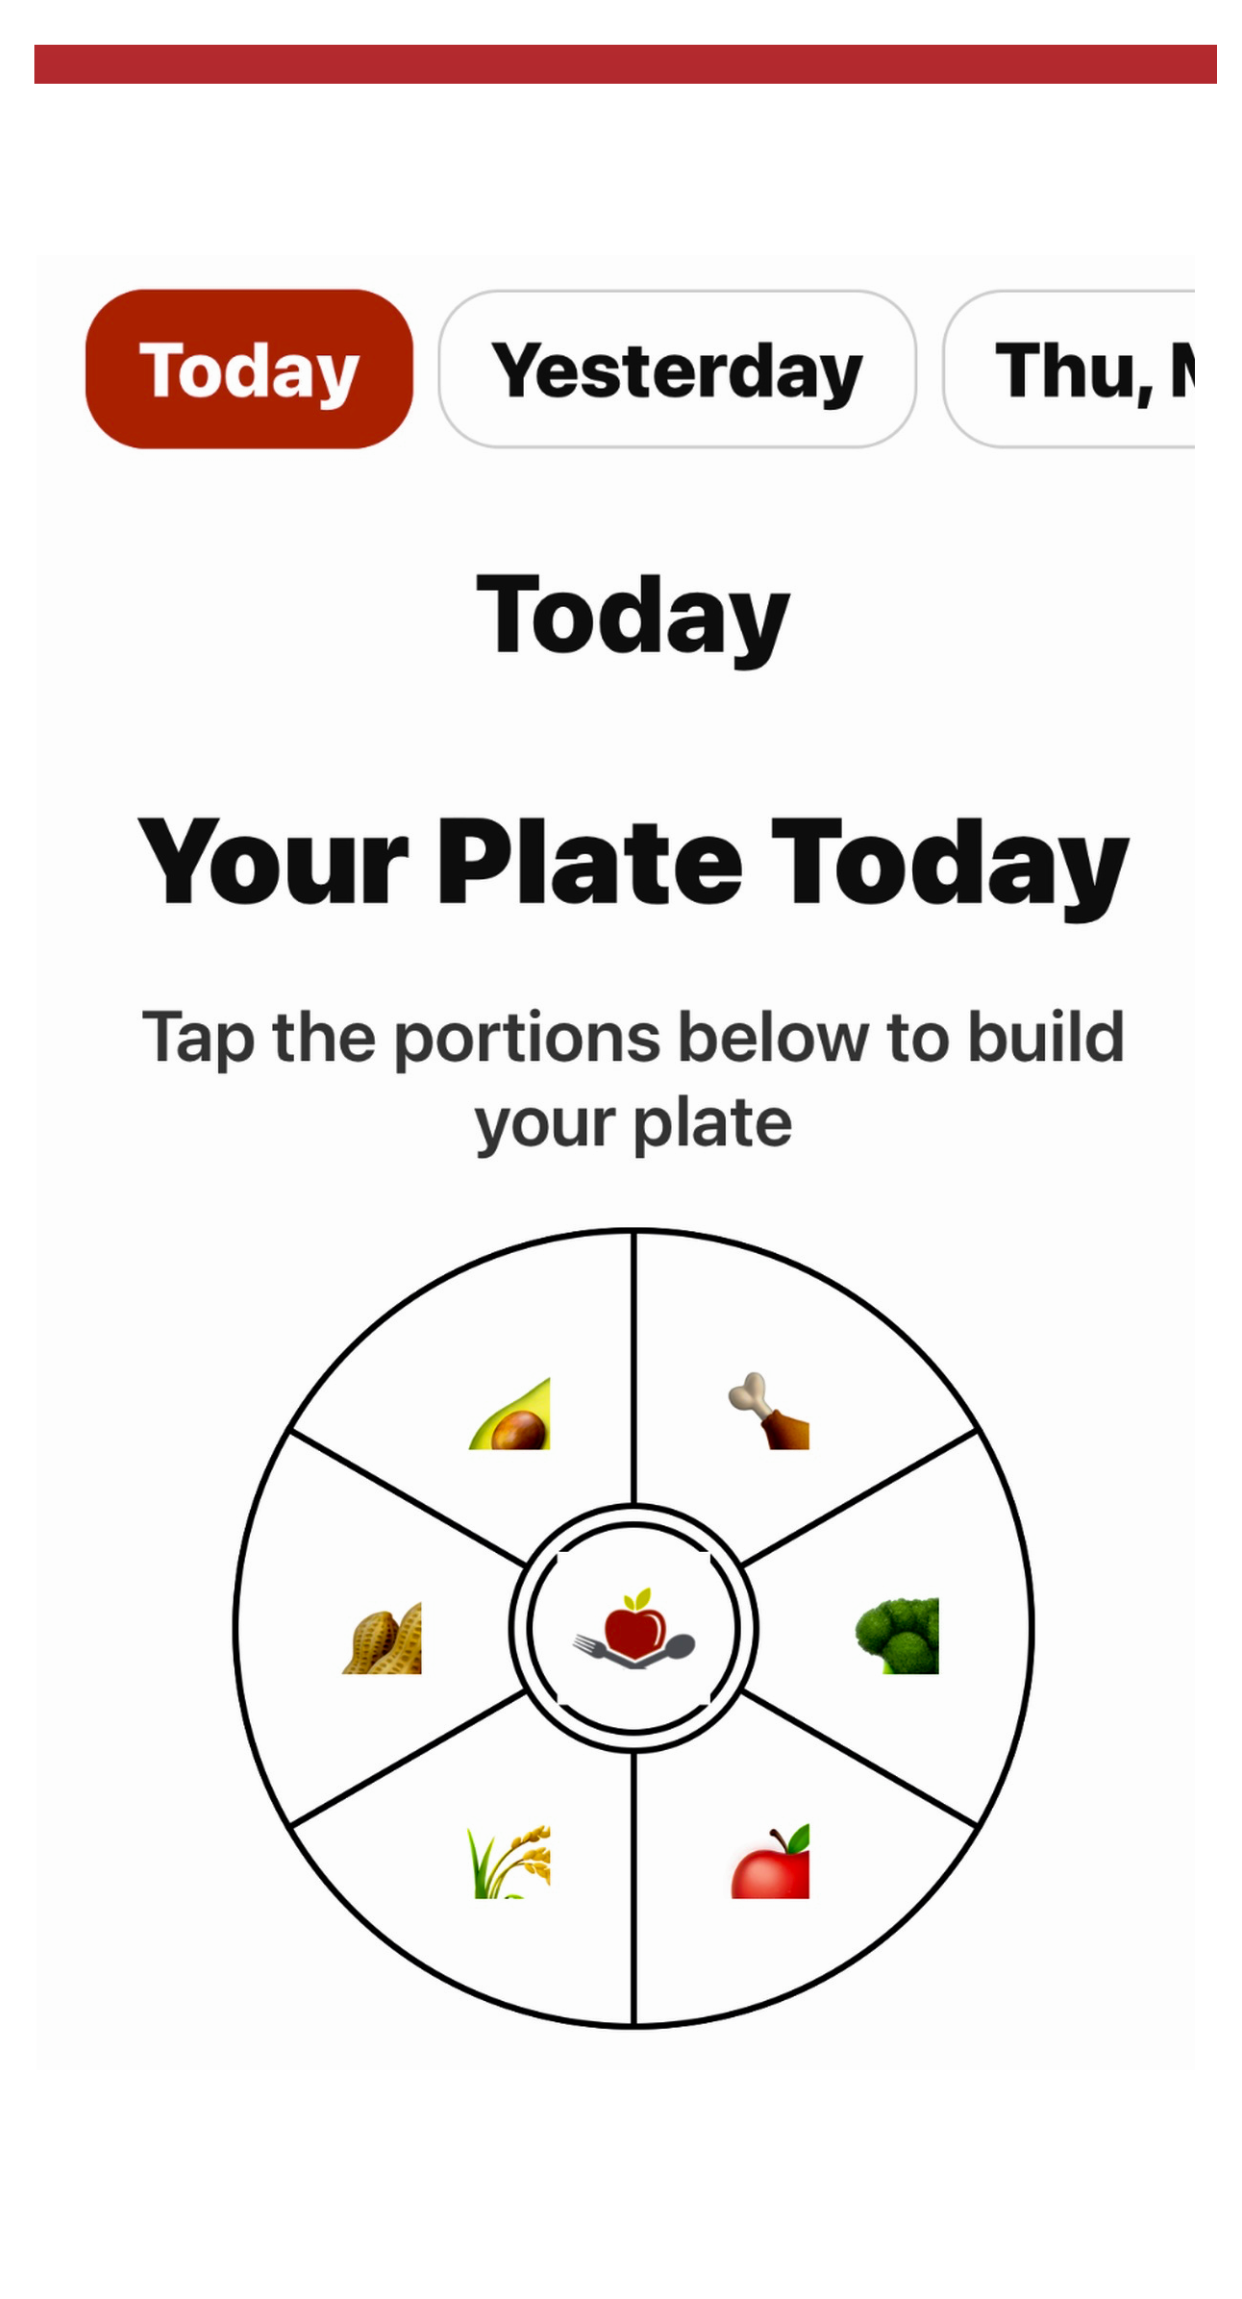 Today
Yesterday
Thu,
Today
Your Plate Today
Tap the portions below to build
your plate